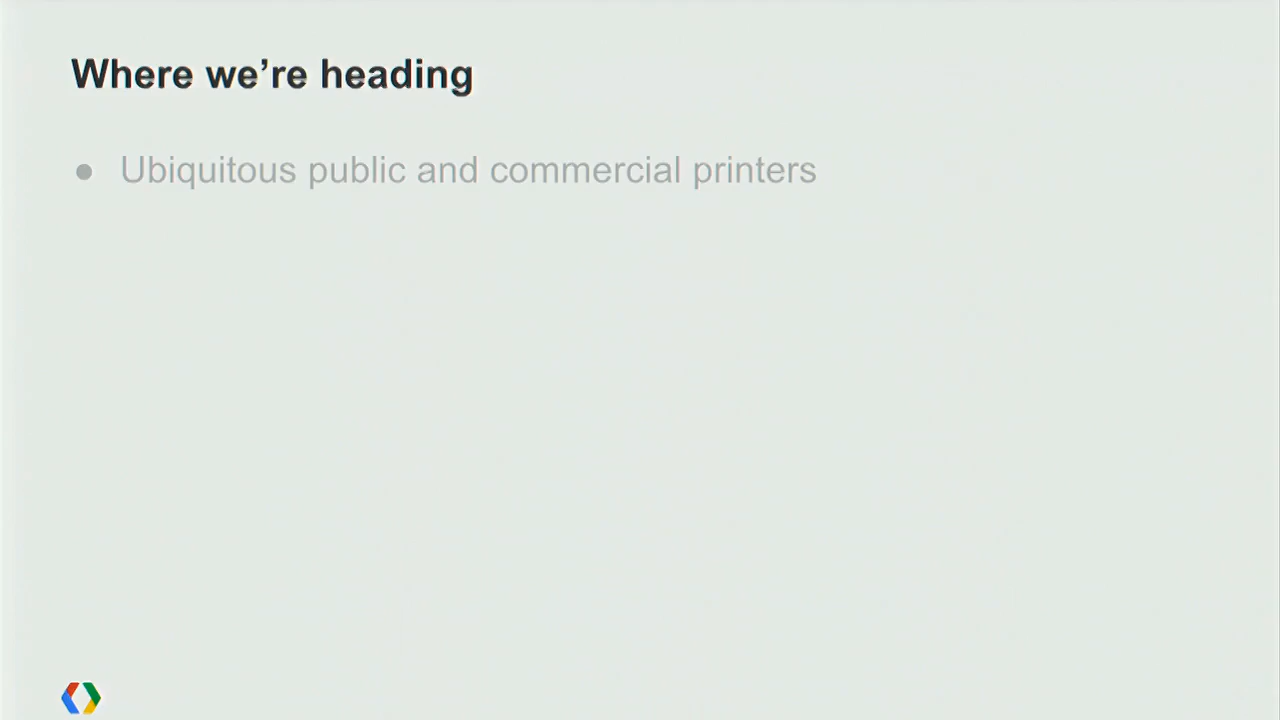 Where we're heading
● Ubiquitous public and commercial printers